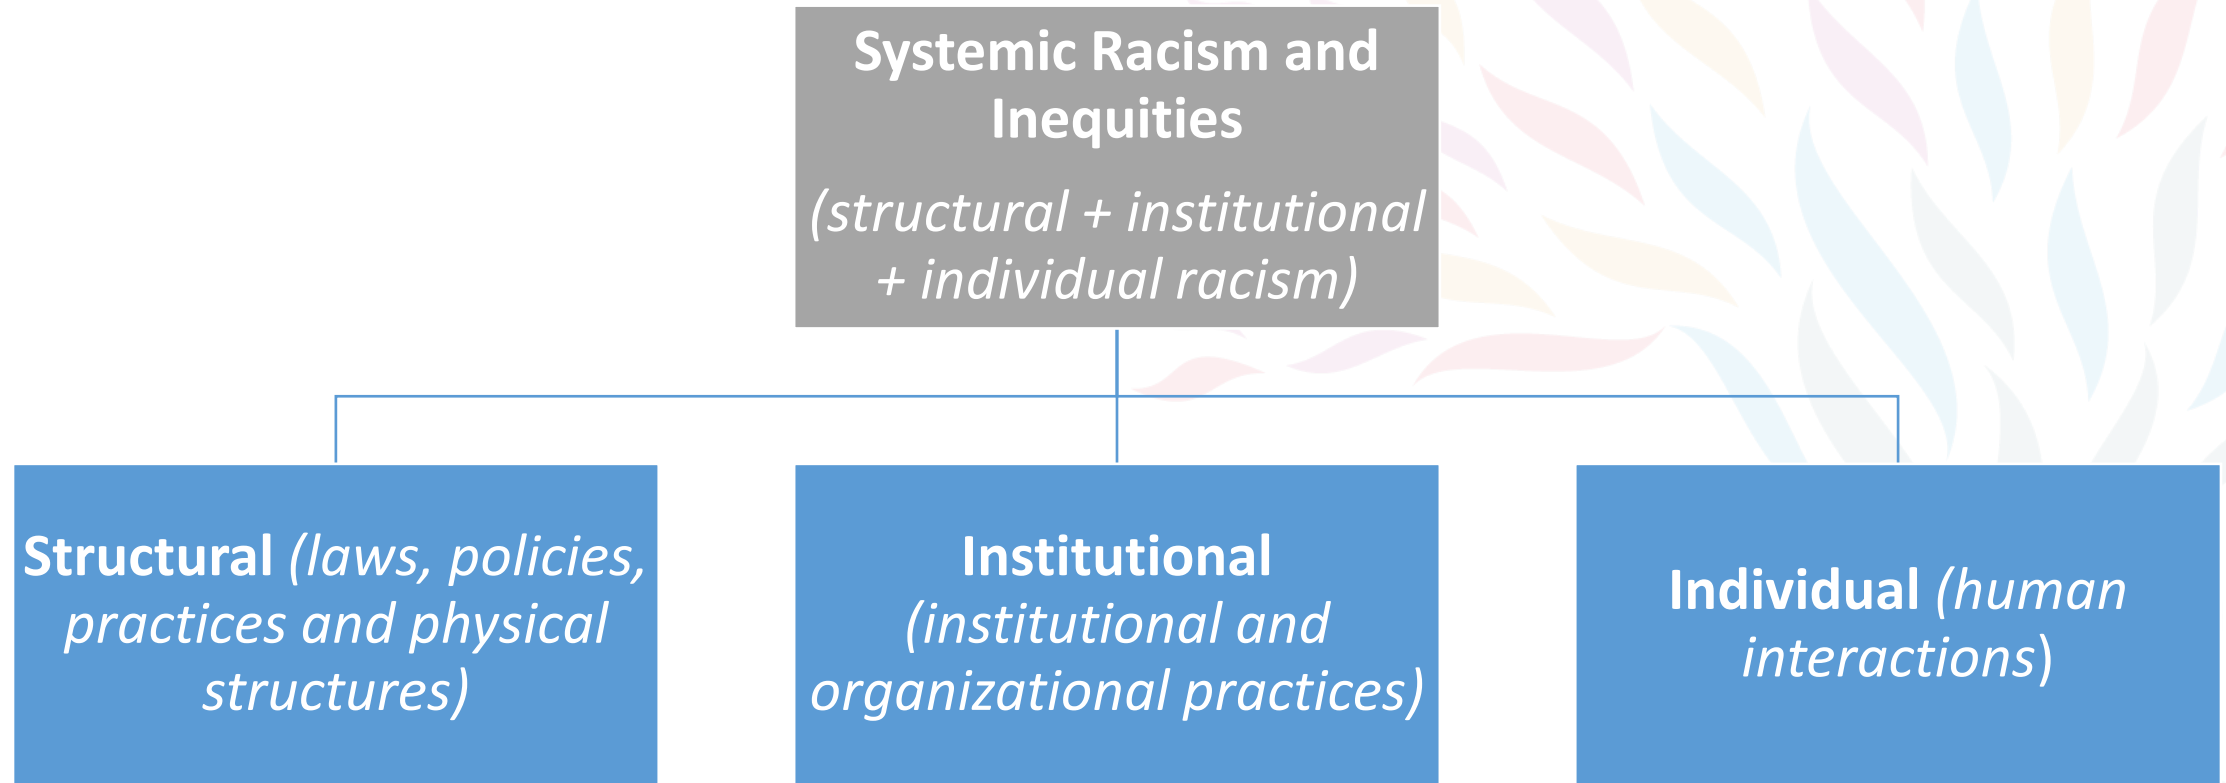 Systemic Racism and
Inequities
(structural + institutional
+ individual racism)
Structural (laws, policies,
practices and physical
structures)
Institutional
(institutional and
organizational practices)
Individual (human
interactions)